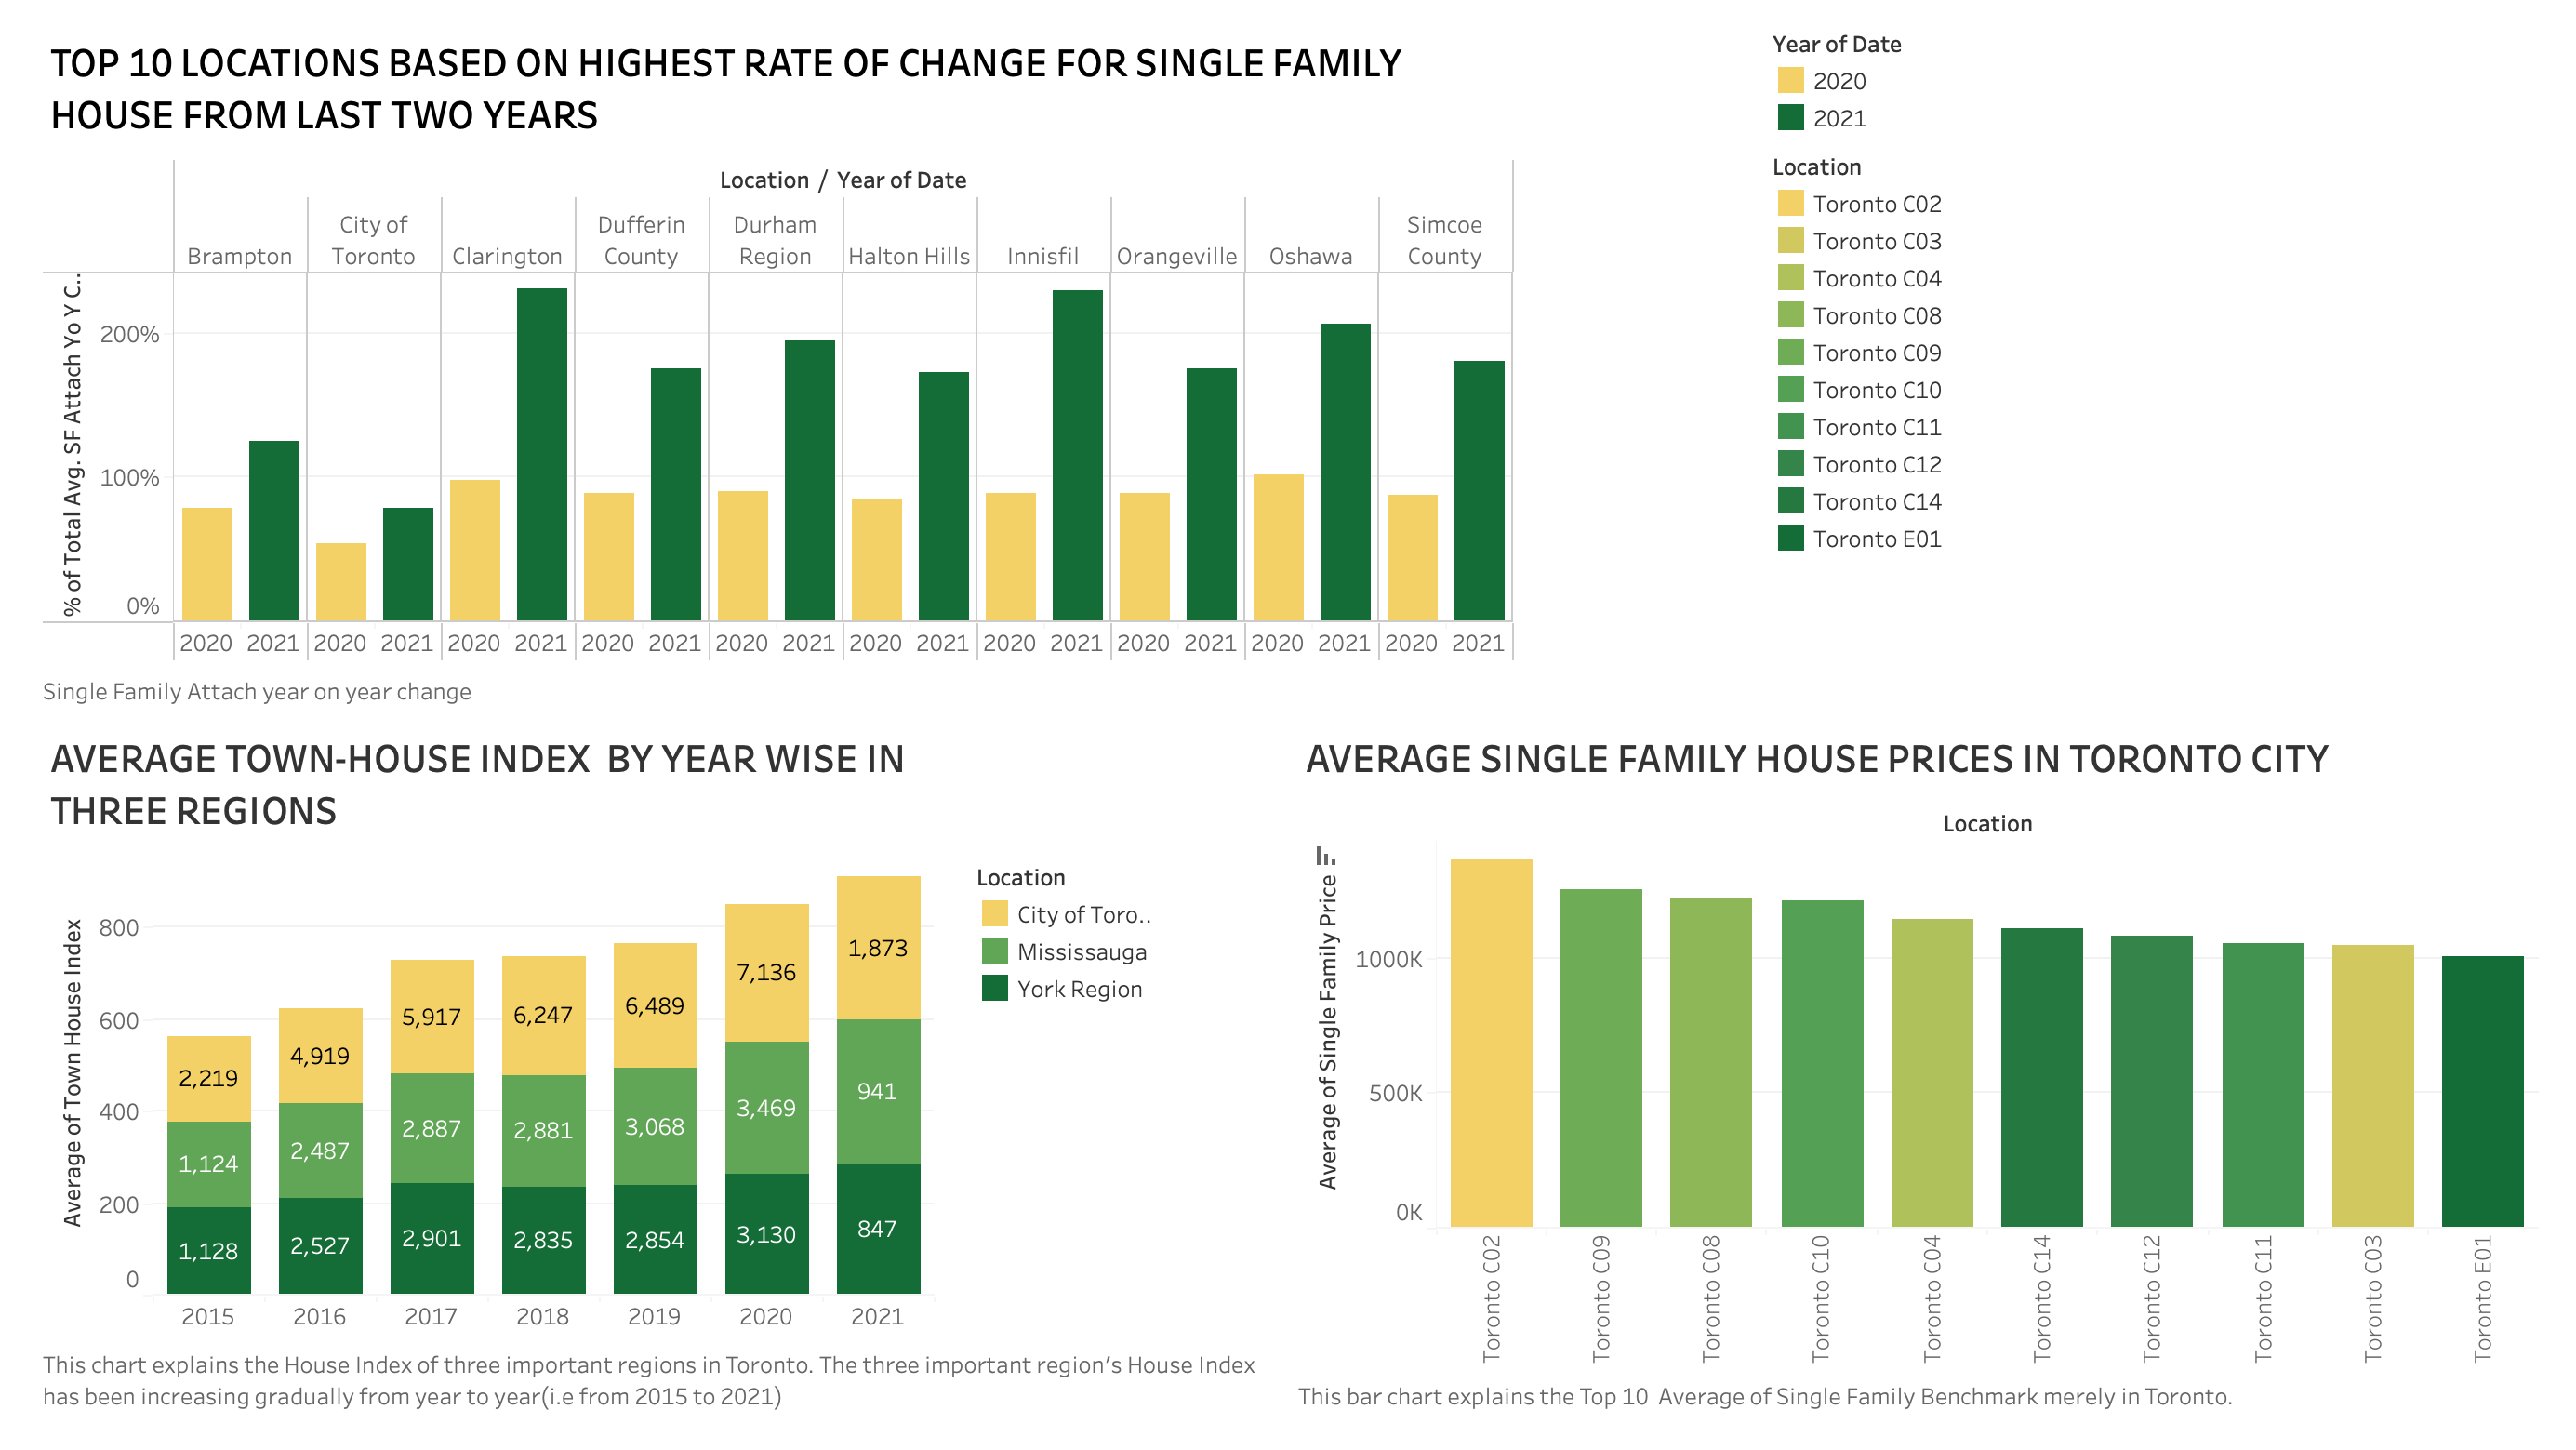 TOP 10 LOCATIONS BASED ON HIGHEST RATE OF CHANGE FOR SINGLE FAMILY
HOUSE FROM LAST TWO YEARS
Location / Year of Date
Brampton
City of
Toronto
Clarington
Dufferin
County
Durham
Region
Halton Hills
Innisfil
Orangeville
Oshawa
Simcoe
County
% of Total Avg. SF Attach Yo Y C..
200%
100%
0%
2020 2021 2020 2021 2020 2021 2020 2021 2020 2021 2020 2021 2020 2021 2020 2021 2020 2021 2020 2021
Single Family Attach year on year change
Year of Date
2020
2021
Location
Toronto C02
Toronto C03
Toronto C04
Toronto C08
Toronto C09
Toronto C10
Toronto C11
Toronto C12
Toronto C14
Toronto E01
AVERAGE TOWN-HOUSE INDEX  BY YEAR WISE IN
THREE REGIONS
Average of Town House Index
800
600
400
200
0
2,219
1,124
1,128
4,919
2,487
2,527
5,917
2,887
2,901
6,247
2,881
2,835
6,489
3,068
2,854
7,136
3,469
3,130
1,873
941
847
2015 2016 2017 2018 2019 2020 2021
Location
City of Toro..
Mississauga
York Region
This chart explains the House Index of three important regions in Toronto. The three important region's House Index
has been increasing gradually from year to year(i.e from 2015 to 2021)
AVERAGE SINGLE FAMILY HOUSE PRICES IN TORONTO CITY
Location
Average of Single Family Price
1000K
500K
0K
Toronto C02
Toronto C09
Toronto C08
Toronto C10
Toronto C04
Toronto C14
Toronto C12
Toronto C11
Toronto C03
Toronto E01
This bar chart explains the Top 10  Average of Single Family Benchmark merely in Toronto.